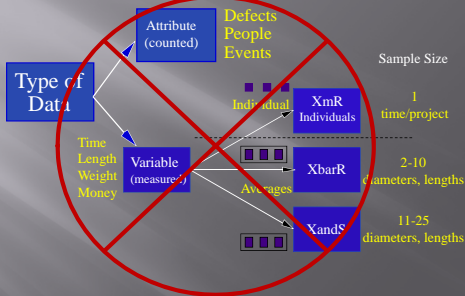 Attribute
(counted)
Defects
People
Events
Sample Size
Type of
Data
Individual
XmR
Individuals
1
time/project
Time
Length
Weight
Money
Variable
(measured)
Averages
XbarR
2-10
diameters, lengths
XandS
11-25
diameters, lengths